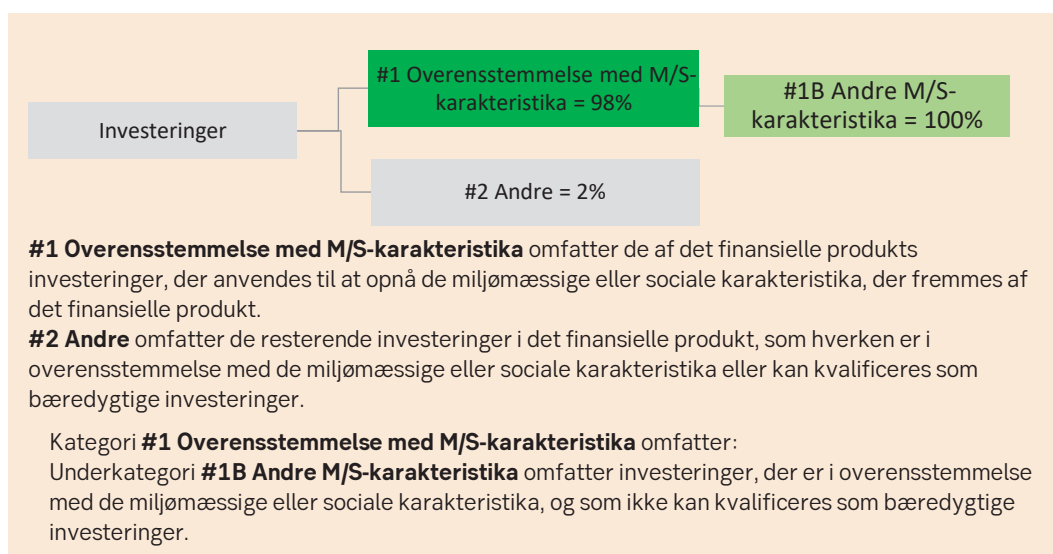 #1 Overensstemmelse med M/S-
karakteristika = 98%
#1B Andre M/S-
karakteristika = 100%
Investeringer
#2 Andre = 2%
#1 Overensstemmelse med M/S-karakteristika omfatter de af det finansielle produkts
investeringer, der anvendes til at opnå de miljømæssige eller sociale karakteristika, der fremmes af
det finansielle produkt.
#2 Andre omfatter de resterende investeringer i det finansielle produkt, som hverken er i
overensstemmelse med de miljømæssige eller sociale karakteristika eller kan kvalificeres som
bæredygtige investeringer.
Kategori #1 Overensstemmelse med M/S-karakteristika omfatter:
Underkategori #1B Andre M/S-karakteristika omfatter investeringer, der er i overensstemmelse
med de miljømæssige eller sociale karakteristika, og som ikke kan kvalificeres som bæredygtige
investeringer.